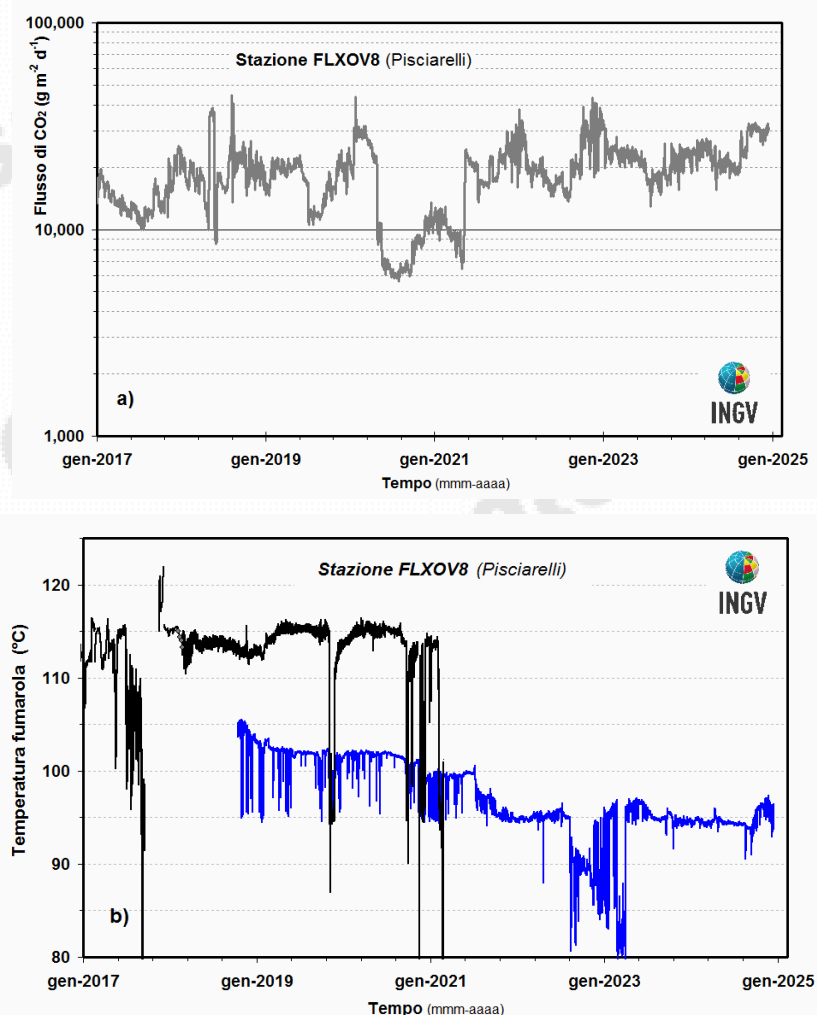 100,000
Stazione FLXOV8 (Pisciarelli)
Flusso di CO₂ (g m⁻² d⁻¹)
10,000
a)
INGV
1,000
gen-2017 gen-2019 gen-2021 gen-2023 gen-2025
Tempo (mmm-aaaa)
Stazione FLXOV8 (Pisciarelli)
120
INGV
110
Temperatura fumarola (°C)
100
90
b)
80
gen-2017 gen-2019 gen-2021 gen-2023 gen-2025
Tempo (mmm-aaaa)